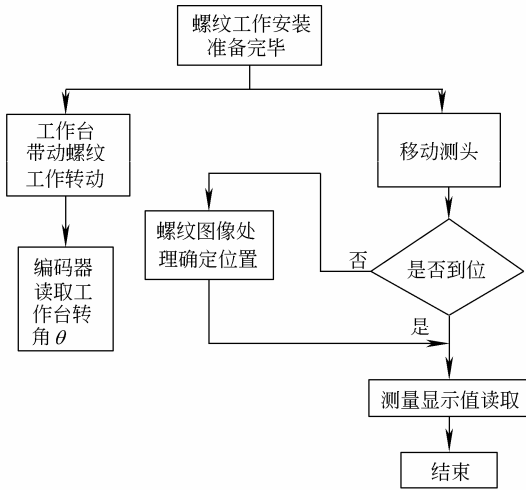 螺纹工作安装
准备完毕
工作台
带动螺纹
工作转动
移动测头
编码器
读取工
作台转
角θ
螺纹图像处
理确定位置
否
是否到位
是
测量显示值读取
结束